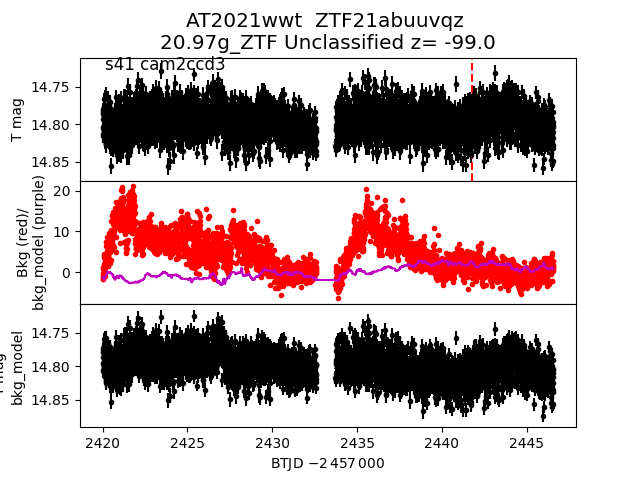 AT2021wwt  ZTF21abuuvqz
20.97g_ZTF Unclassified z= -99.0
s41 cam2ccd3
T mag
14.75
14.80
14.85
Bkg (red)/
bkg_model (purple)
20
10
0
bkg_model
14.75
14.80
14.85
2420 2425 2430 2435 2440 2445
BTJD −2 457 000